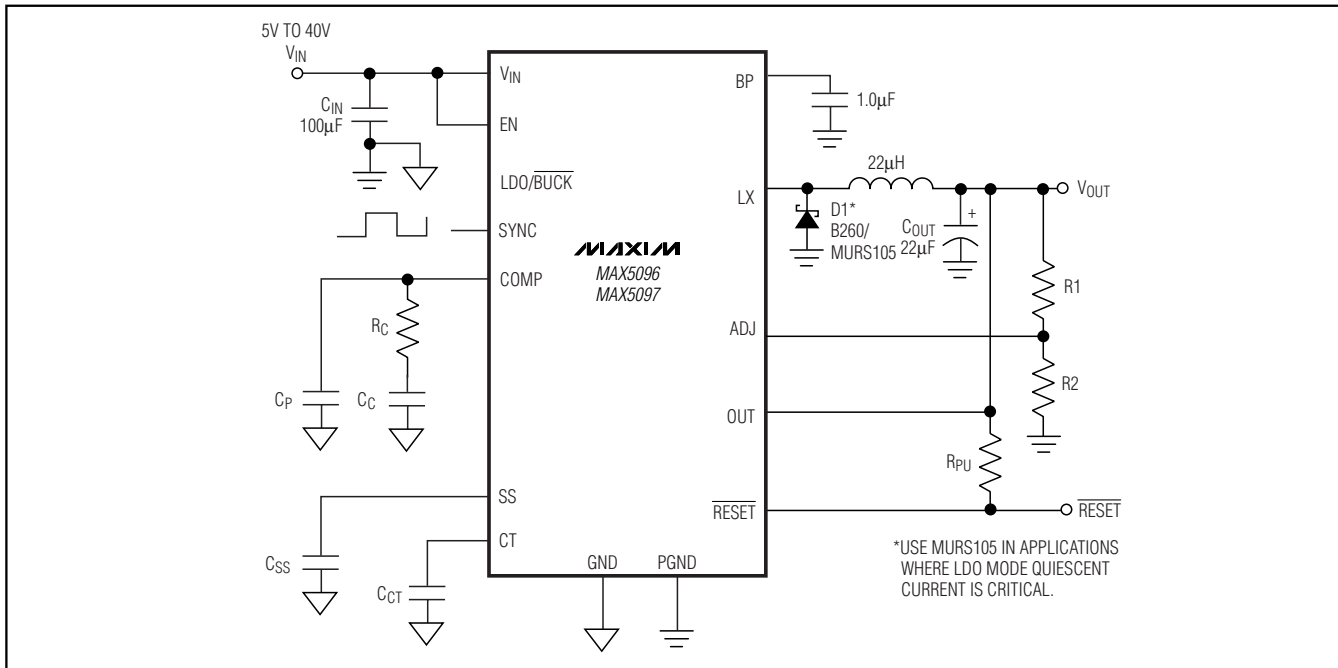 5V TO 40V
VIN
CIN
100µF
VIN
EN
LDO/BUCK
SYNC
COMP
RC
CP
CC
SS
CSS
CT
CCT
GND
PGND
MAXIM
MAX5096
MAX5097
BP
1.0µF
22µH
LX
VOUT
D1*
B260/
MURS105
COUT
22µF
+
R1
ADJ
R2
OUT
RPU
RESET
RESET
*USE MURS105 IN APPLICATIONS
WHERE LDO MODE QUIESCENT
CURRENT IS CRITICAL.